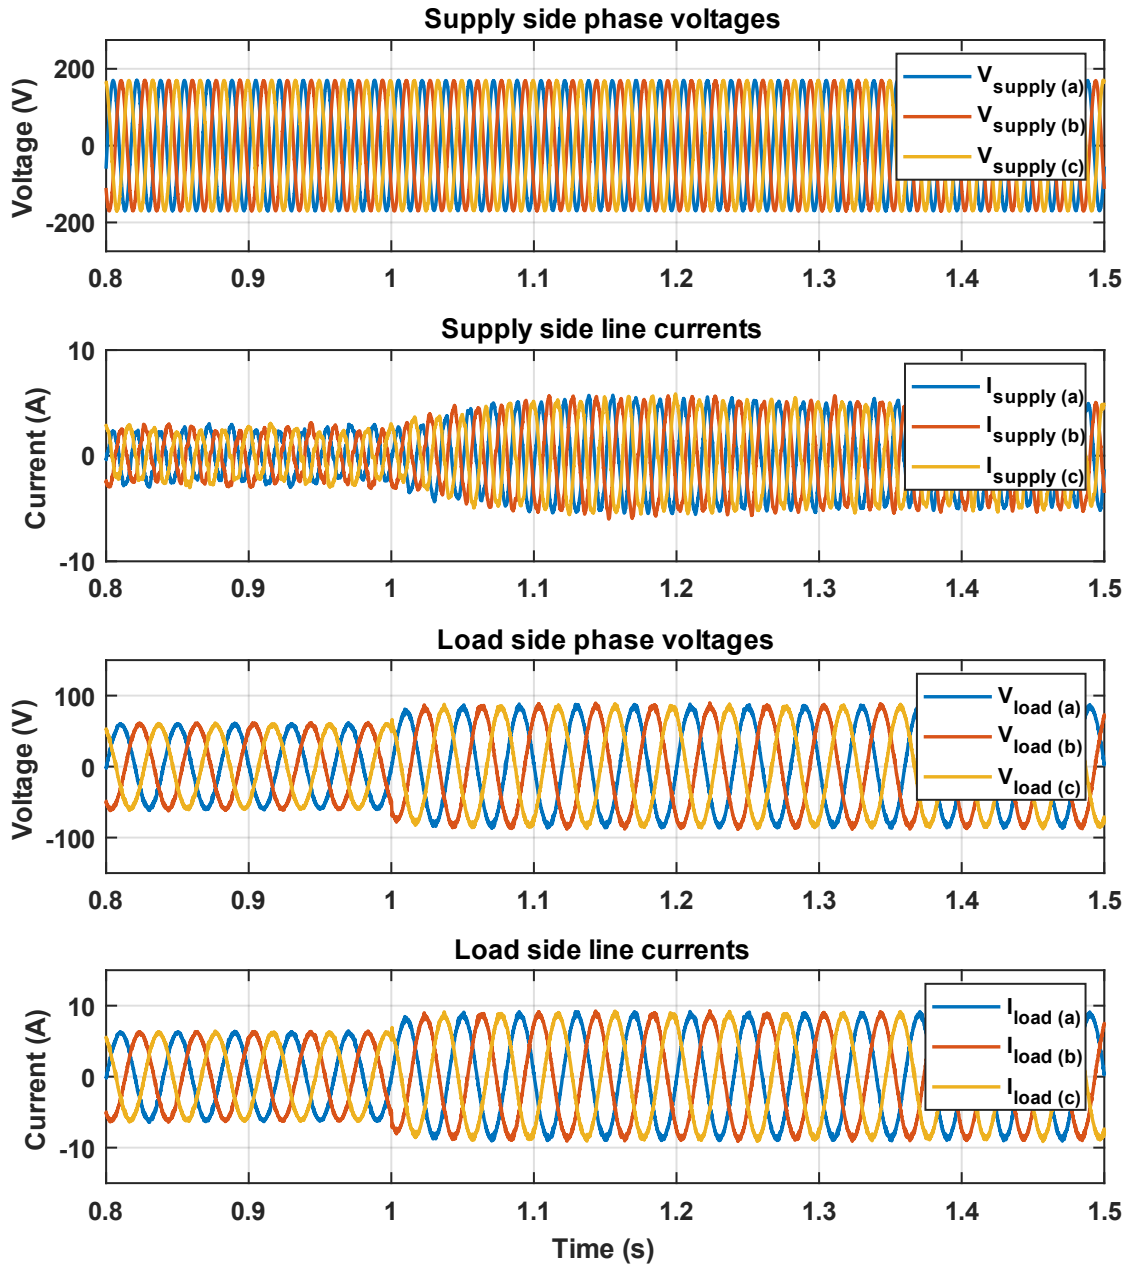 Supply side phase voltages
Voltage (V)
200
0
-200
V supply (a)
V supply (b)
V supply (c)
0.8 0.9 1 1.1 1.2 1.3 1.4 1.5
Supply side line currents
Current (A)
10
0
-10
I supply (a)
I supply (b)
I supply (c)
0.8 0.9 1 1.1 1.2 1.3 1.4 1.5
Load side phase voltages
Voltage (V)
100
0
-100
V load (a)
V load (b)
V load (c)
0.8 0.9 1 1.1 1.2 1.3 1.4 1.5
Load side line currents
Current (A)
10
0
-10
I load (a)
I load (b)
I load (c)
0.8 0.9 1 1.1 1.2 1.3 1.4 1.5
Time (s)